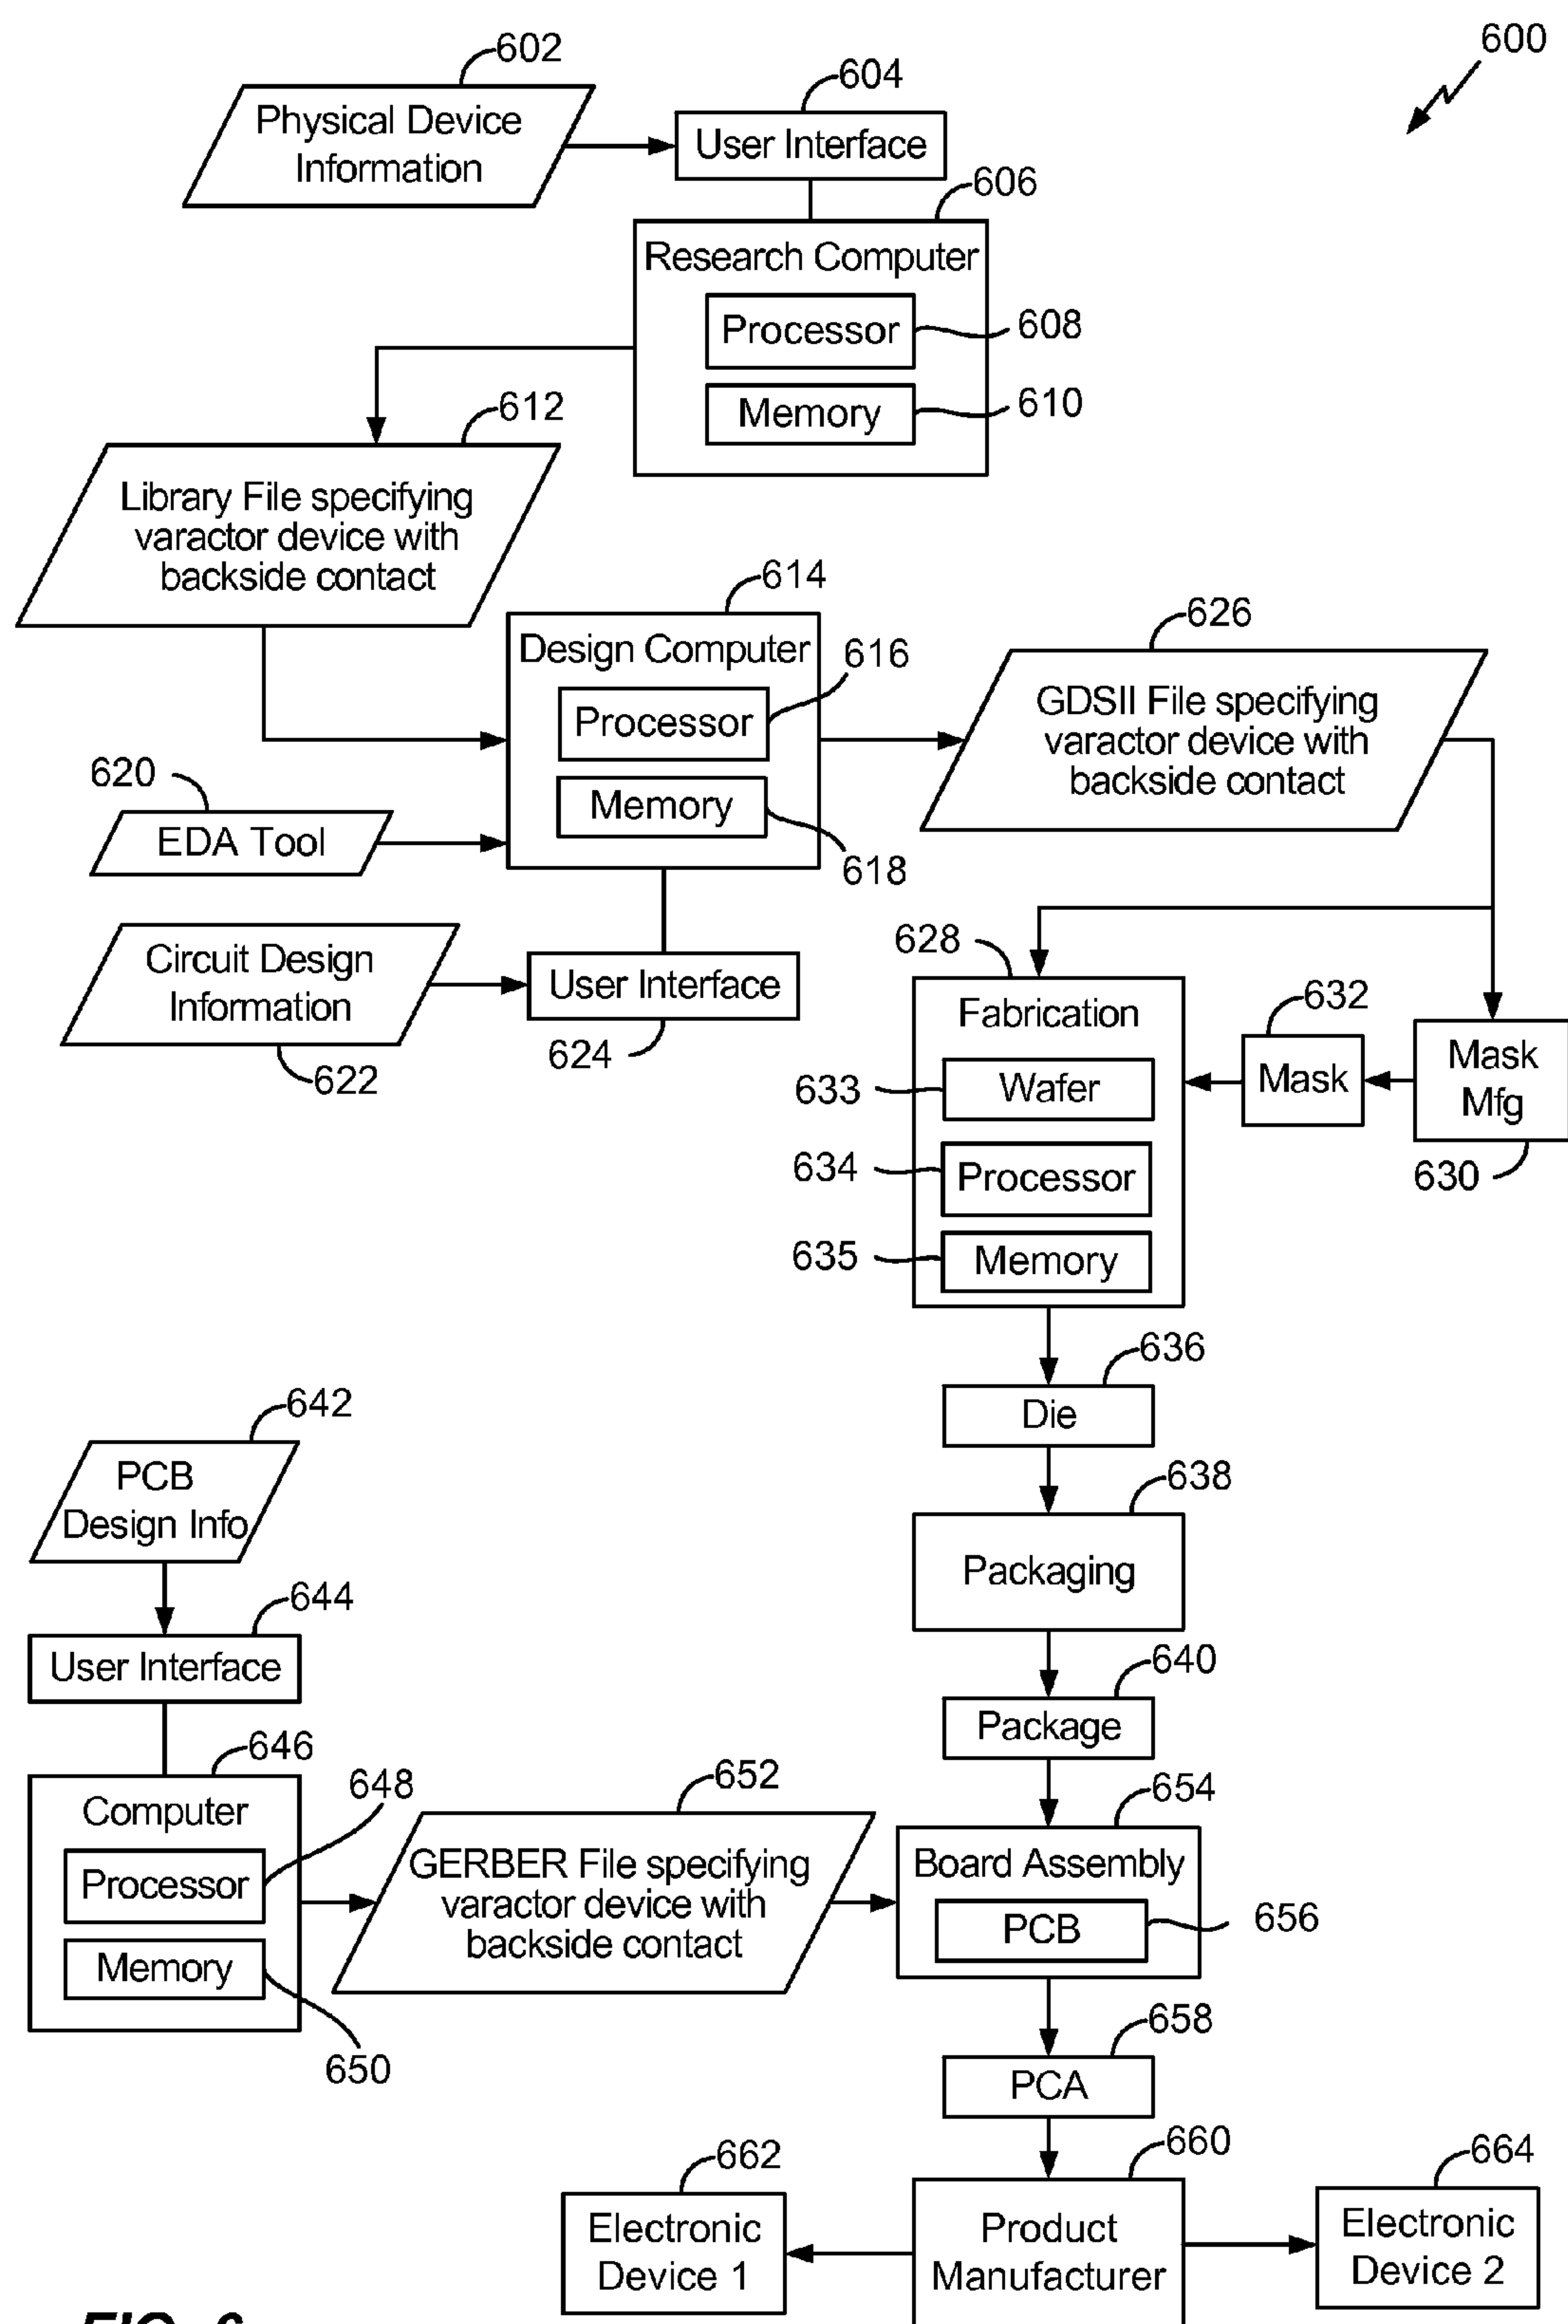 600
602
Physical Device
Information
604
User Interface
606
Research Computer
Processor
608
Memory
610
612
Library File specifying
varactor device with
backside contact
614
Design Computer
616
Processor
Memory
618
620
EDA Tool
Circuit Design
Information
622
User Interface
624
626
GDSII File specifying
varactor device with
backside contact
628
Fabrication
633
Wafer
634
Processor
635
Memory
632
Mask
Mask
Mfg
630
636
Die
638
Packaging
640
Package
642
PCB
Design Info
644
User Interface
646
Computer
648
Processor
Memory
650
652
GERBER File specifying
varactor device with
backside contact
654
Board Assembly
PCB
656
658
PCA
660
Product
Manufacturer
662
Electronic
Device 1
664
Electronic
Device 2
FIG. 6